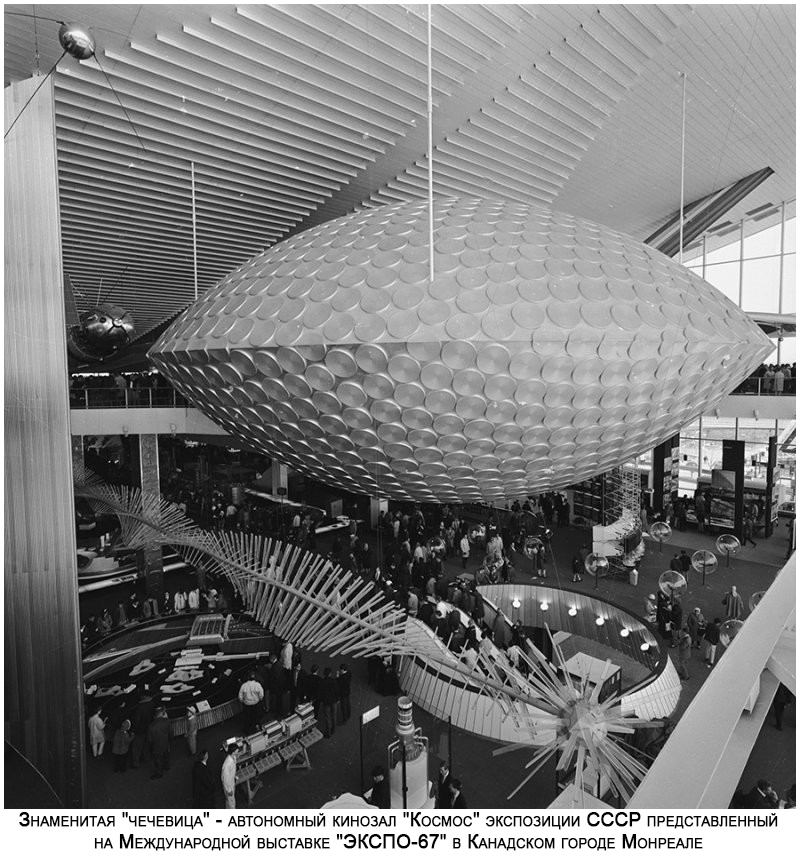 Знаменитая "чечевица" - автономный кинозал "Космос" экспозиции СССР представленный
на Международной выставке "ЭКСПО-67" в Канадском городе Монреале